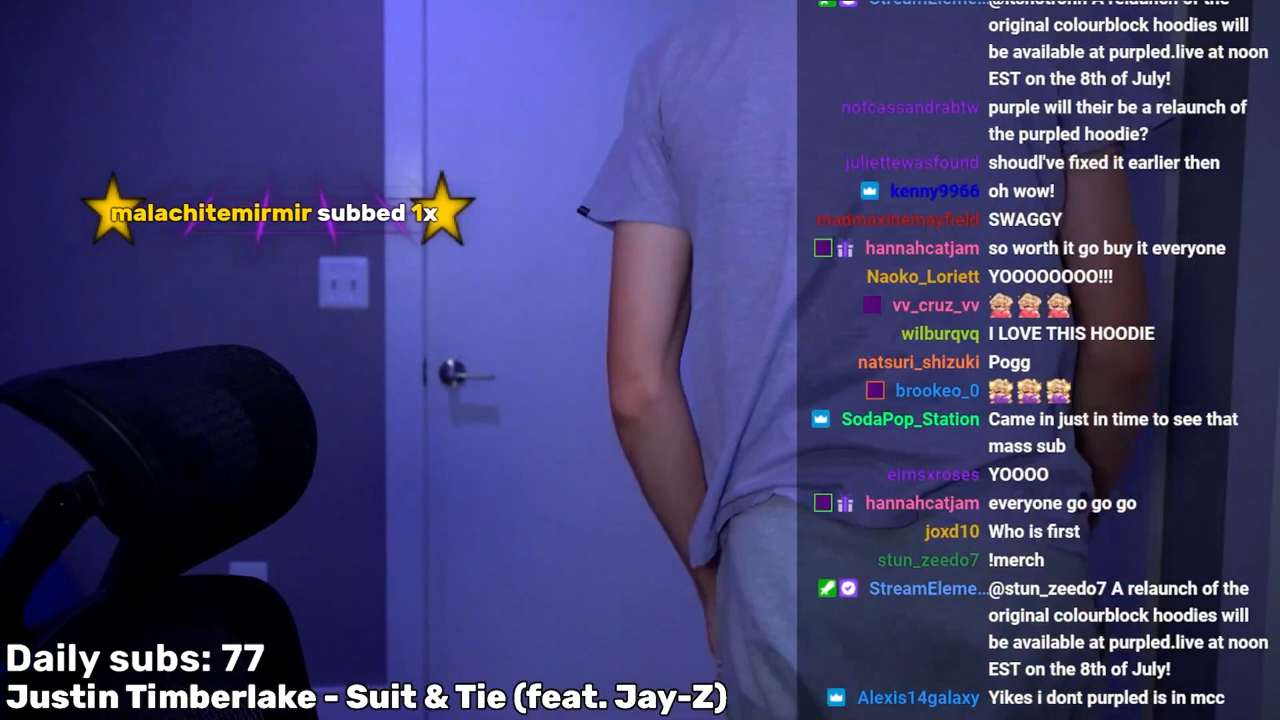 malachitemirmir subbed 1x
Daily subs: 77
Justin Timberlake - Suit & Tie (feat. Jay-Z)
original colourblock hoodies will
be available at purpled.live at noon
EST on the 8th of July!
notcassandrabtw purple will their be a relaunch of
the purpled hoodie?
juliettewasfound shoudl've fixed it earlier then
kenny9966 oh wow!
madmaxinemayfield SWAGGY
hannahcatjam so worth it go buy it everyone
Naoko_Loriett YOOOOOOOO!!!
vv_cruz_vv
wilburqvq I LOVE THIS HOODIE
natsuri_shizuki Pogg
brookeo_0
SodaPop_Station Came in just in time to see that
mass sub
eimsxroses YOOOO
hannahcatjam everyone go go go
joxd10 Who is first
stun_zeedo7 !merch
StreamEleme... @stun_zeedo7 A relaunch of the
original colourblock hoodies will
be available at purpled.live at noon
EST on the 8th of July!
Alexis14galaxy Yikes i dont purpled is in mcc